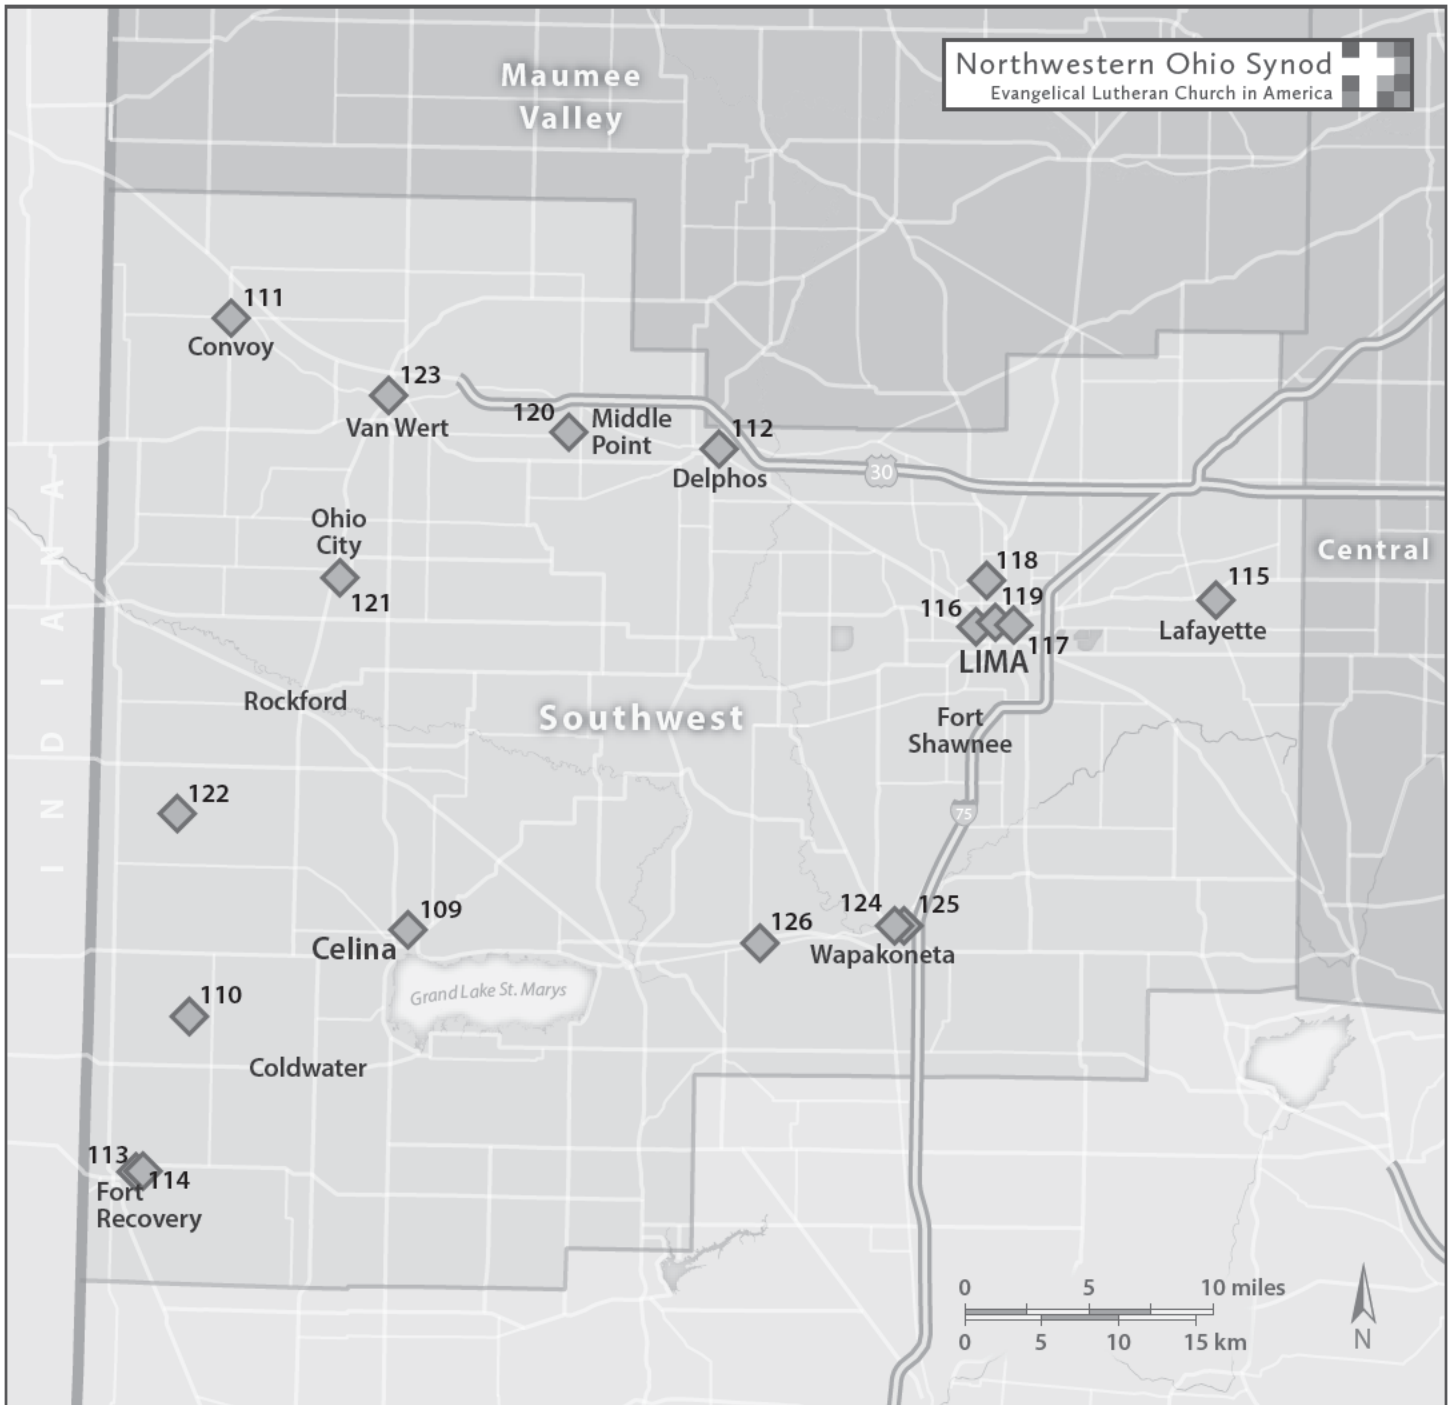 Maumee
Valley
Northwestern Ohio Synod
Evangelical Lutheran Church in America
111
Convoy
123
Van Wert
120
Middle
Point
112
Delphos
30
Ohio
City
121
Central
118
116
119
117
LIMA
115
Lafayette
INDIANA
Rockford
Southwest
Fort
Shawnee
122
75
109
Celina
126
124
125
Wapakoneta
Grand Lake St. Marys
110
Coldwater
113
114
Fort
Recovery
0 5 10 miles
0 5 10 15 km
N